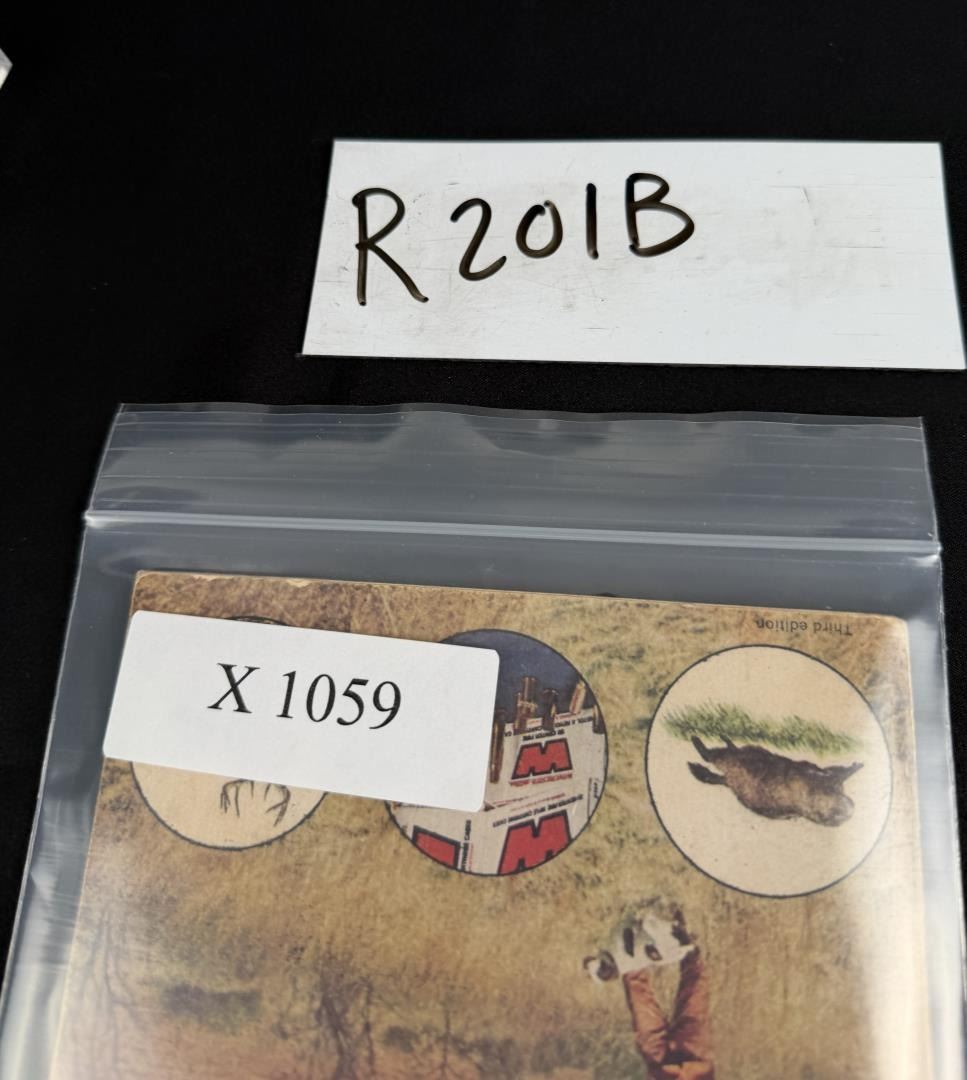 R201B
X 1059
Third edition
W
W